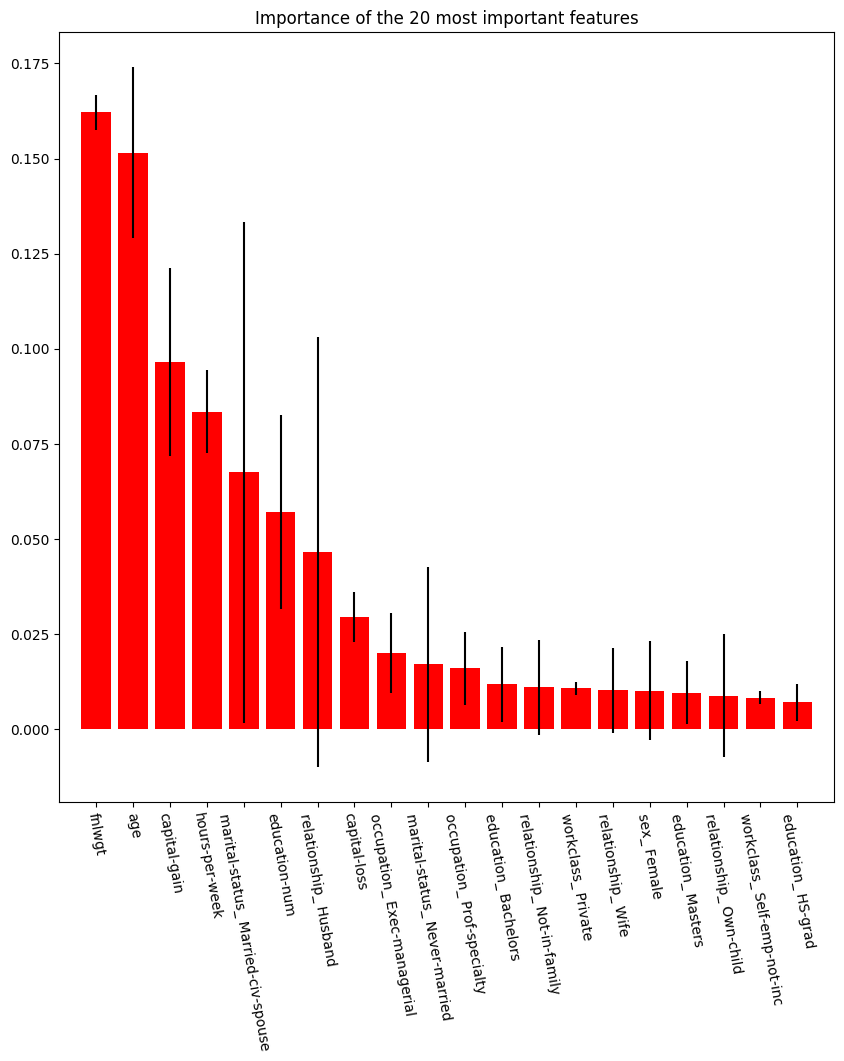 Importance of the 20 most important features
0.175
0.150
0.125
0.100
0.075
0.050
0.025
0.000
fnlwgt
age
capital-gain
hours-per-week
marital-status_ Married-civ-spouse
education-num
relationship_ Husband
capital-loss
occupation_ Exec-managerial
marital-status_ Never-married
occupation_ Prof-specialty
education_ Bachelors
relationship_ Not-in-family
workclass_ Private
relationship_ Wife
sex_ Female
education_ Masters
relationship_ Own-child
workclass_ Self-emp-not-inc
education_ HS-grad